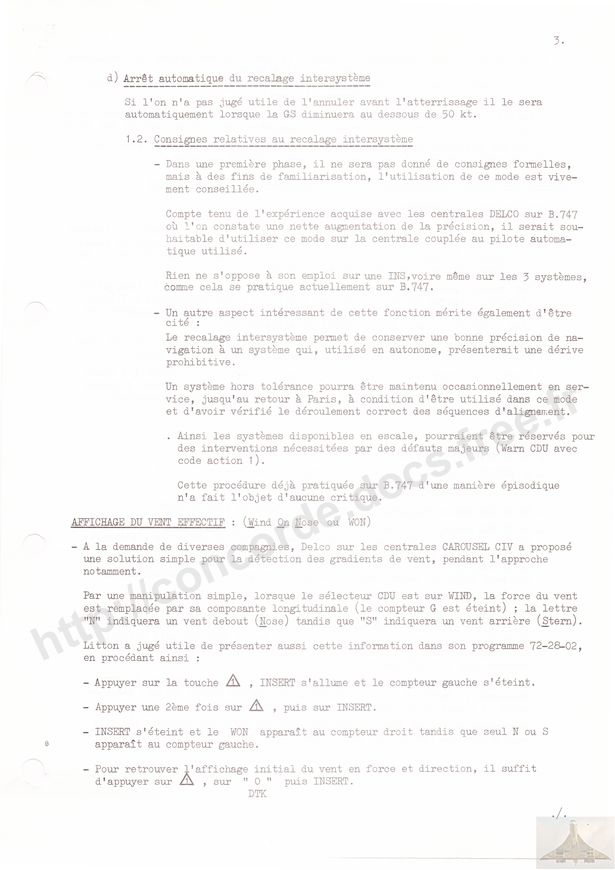 3.
d) Arrêt automatique du recalage intersystème
Si l'on n'a pas jugé utile de l'annuler avant l'atterrissage il le sera
automatiquement lorsque la GS diminuera au dessous de 50 kt.
1.2. Consignes relatives au recalage intersystème
- Dans une première phase, il ne sera pas donné de consignes formelles,
mais à des fins de familiarisation, l'utilisation de ce mode est vive-
ment conseillée.
Compte tenu de l'expérience acquise avec les centrales DELCO sur B.747
où l'on constate une nette augmentation de la précision, il serait sou-
haitable d'utiliser ce mode sur la centrale couplée au pilote automa-
tique utilisé.
Rien ne s'oppose à son emploi sur une INS,voire même sur les 3 systèmes,
comme cela se pratique actuellement sur B.747.
- Un autre aspect intéressant de cette fonction mérite également d'être
cité :
Le recalage intersystème permet de conserver une bonne précision de na-
vigation à un système qui, utilisé en autonome, présenterait une dérive
prohibitive.
Un système hors tolérance pourra être maintenu occasionnellement en ser-
vice, jusqu'au retour à Paris, à condition d'être utilisé dans ce mode
et d'avoir vérifié le déroulement correct des séquences d'alignement.
. Ainsi les systèmes disponibles en escale, pourraient être réservés pour
des interventions nécessitées par des défauts majeurs (Warn CDU avec
code action 1).
Cette procédure déjà pratiquée sur B.747 d'une manière épisodique
n'a fait l'objet d'aucune critique.
AFFICHAGE DU VENT EFFECTIF : (Wind On Nose ou WON)
- A la demande de diverses compagnies, Delco sur les centrales CAROUSEL CIV a proposé
une solution simple pour la détection des gradients de vent, pendant l'approche
notamment.
Par une manipulation simple, lorsque le sélecteur CDU est sur WIND, la force du vent
est remplacée par sa composante longitudinale (le compteur G est éteint) ; la lettre
"N" indiquera un vent debout (Nose) tandis que "S" indiquera un vent arrière (Stern).
Litton a jugé utile de présenter aussi cette information dans son programme 72-28-02,
en procédant ainsi :
- Appuyer sur la touche ⚠ , INSERT s'allume et le compteur gauche s'éteint.
- Appuyer une 2ème fois sur ⚠ , puis sur INSERT.
- INSERT s'éteint et le WON apparaît au compteur droit tandis que seul N ou S
apparaît au compteur gauche.
- Pour retrouver l'affichage initial du vent en force et direction, il suffit
d'appuyer sur ⚠ , sur " 0 " puis INSERT.
DTK
./.
http://concorde.docs.free.fr